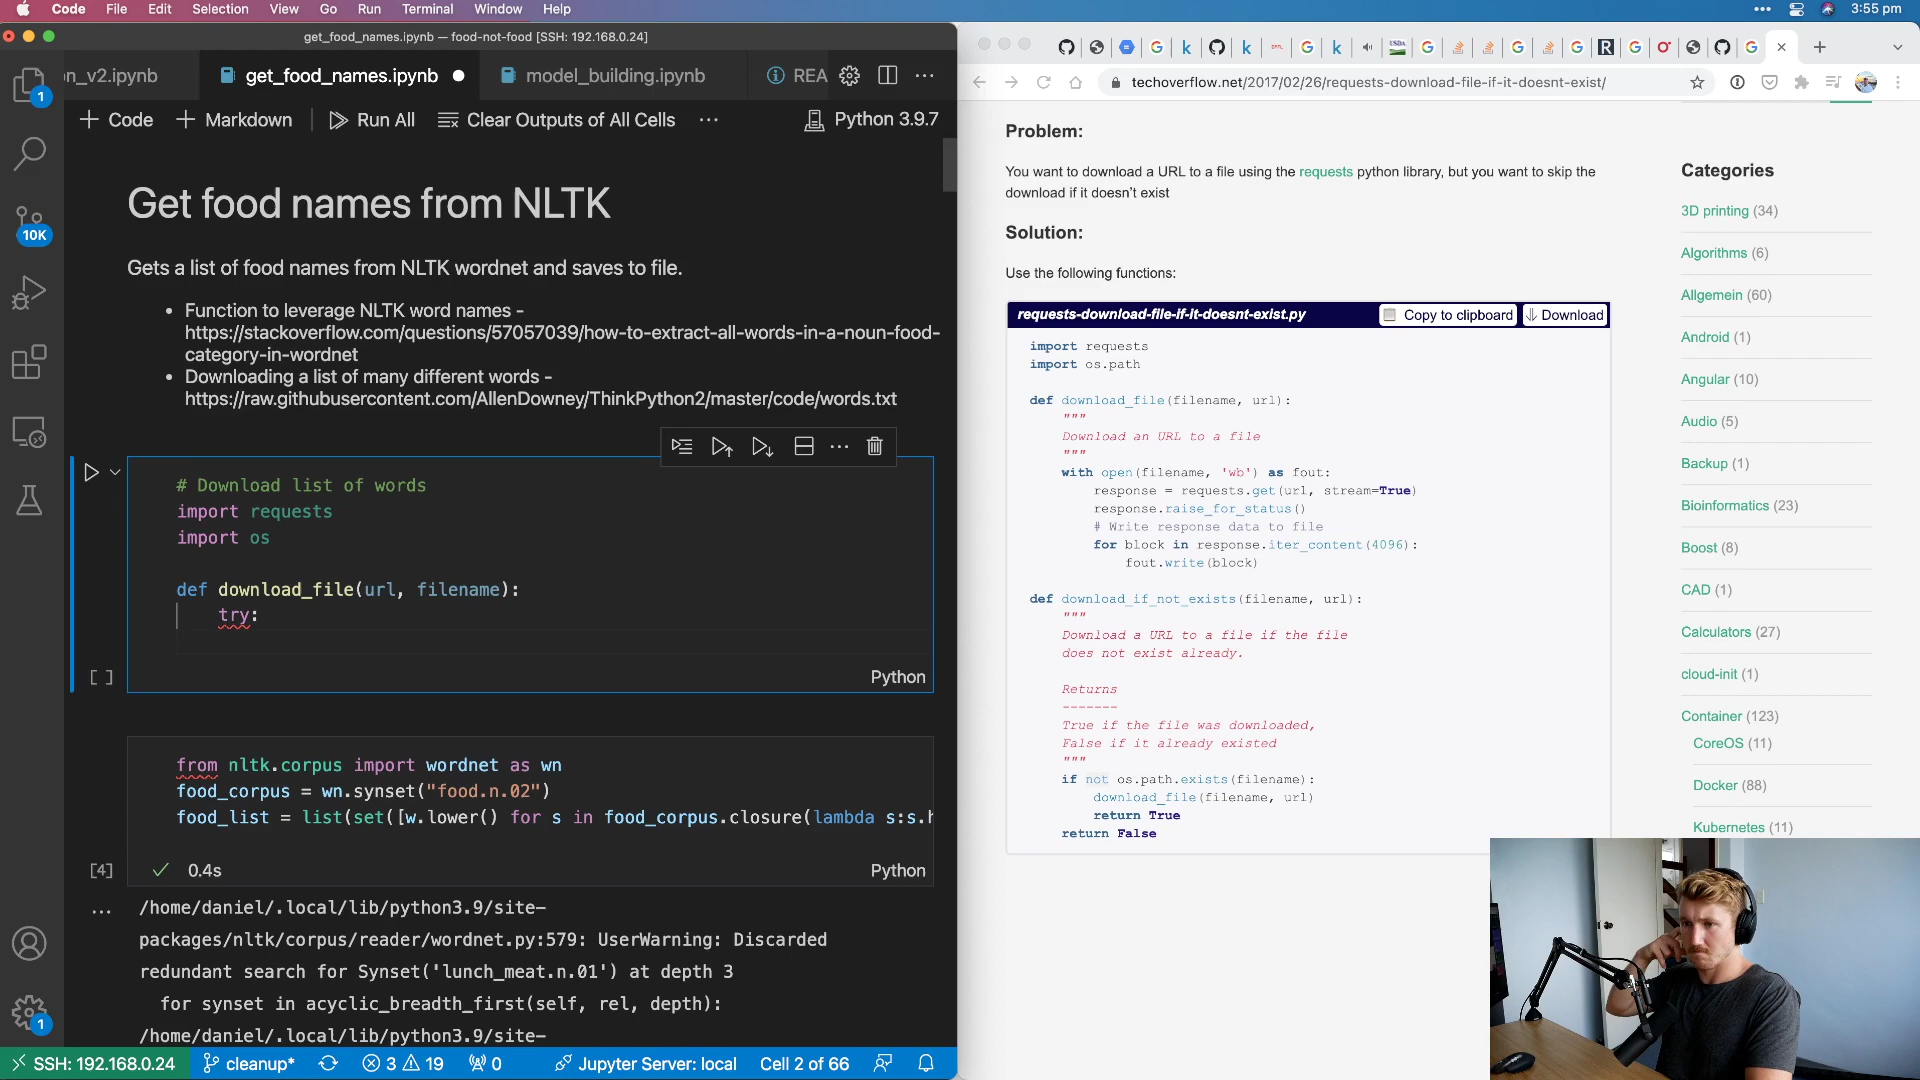 Code File Edit Selection View Go Run Terminal Window Help
3:55 pm
get_food_names.ipynb — food-not-food [SSH: 192.168.0.24]
n_v2.ipynb
get_food_names.ipynb
model_building.ipynb
REA
+ Code + Markdown
Run All
Clear Outputs of All Cells
Python 3.9.7
1
10K
Get food names from NLTK
Gets a list of food names from NLTK wordnet and saves to file.
• Function to leverage NLTK word names -
https://stackoverflow.com/questions/57057039/how-to-extract-all-words-in-a-noun-food-
category-in-wordnet
• Downloading a list of many different words -
https://raw.githubusercontent.com/AllenDowney/ThinkPython2/master/code/words.txt
# Download list of words
import requests
import os
def download_file(url, filename):
try:
[ ]
Python
from nltk.corpus import wordnet as wn
food_corpus = wn.synset("food.n.02")
food_list = list(set([w.lower() for s in food_corpus.closure(lambda s:s.h
[4]
0.4s
Python
...
/home/daniel/.local/lib/python3.9/site-
packages/nltk/corpus/reader/wordnet.py:579: UserWarning: Discarded
redundant search for Synset('lunch_meat.n.01') at depth 3
for synset in acyclic_breadth_first(self, rel, depth):
/home/daniel/.local/lib/python3.9/site-
1
SSH: 192.168.0.24
cleanup*
3
19
0
Jupyter Server: local
Cell 2 of 66
techoverflow.net/2017/02/26/requests-download-file-if-it-doesnt-exist/
Problem:
You want to download a URL to a file using the requests python library, but you want to skip the
download if it doesn't exist
Solution:
Use the following functions:
requests-download-file-if-it-doesnt-exist.py
Copy to clipboard
Download
import requests
import os.path
def download_file(filename, url):
"""
Download an URL to a file
"""
with open(filename, 'wb') as fout:
response = requests.get(url, stream=True)
response.raise_for_status()
# Write response data to file
for block in response.iter_content(4096):
fout.write(block)
def download_if_not_exists(filename, url):
"""
Download a URL to a file if the file
does not exist already.
Returns
-------
True if the file was downloaded,
False if it already existed
"""
if not os.path.exists(filename):
download_file(filename, url)
return True
return False
Categories
3D printing (34)
Algorithms (6)
Allgemein (60)
Android (1)
Angular (10)
Audio (5)
Backup (1)
Bioinformatics (23)
Boost (8)
CAD (1)
Calculators (27)
cloud-init (1)
Container (123)
CoreOS (11)
Docker (88)
Kubernetes (11)